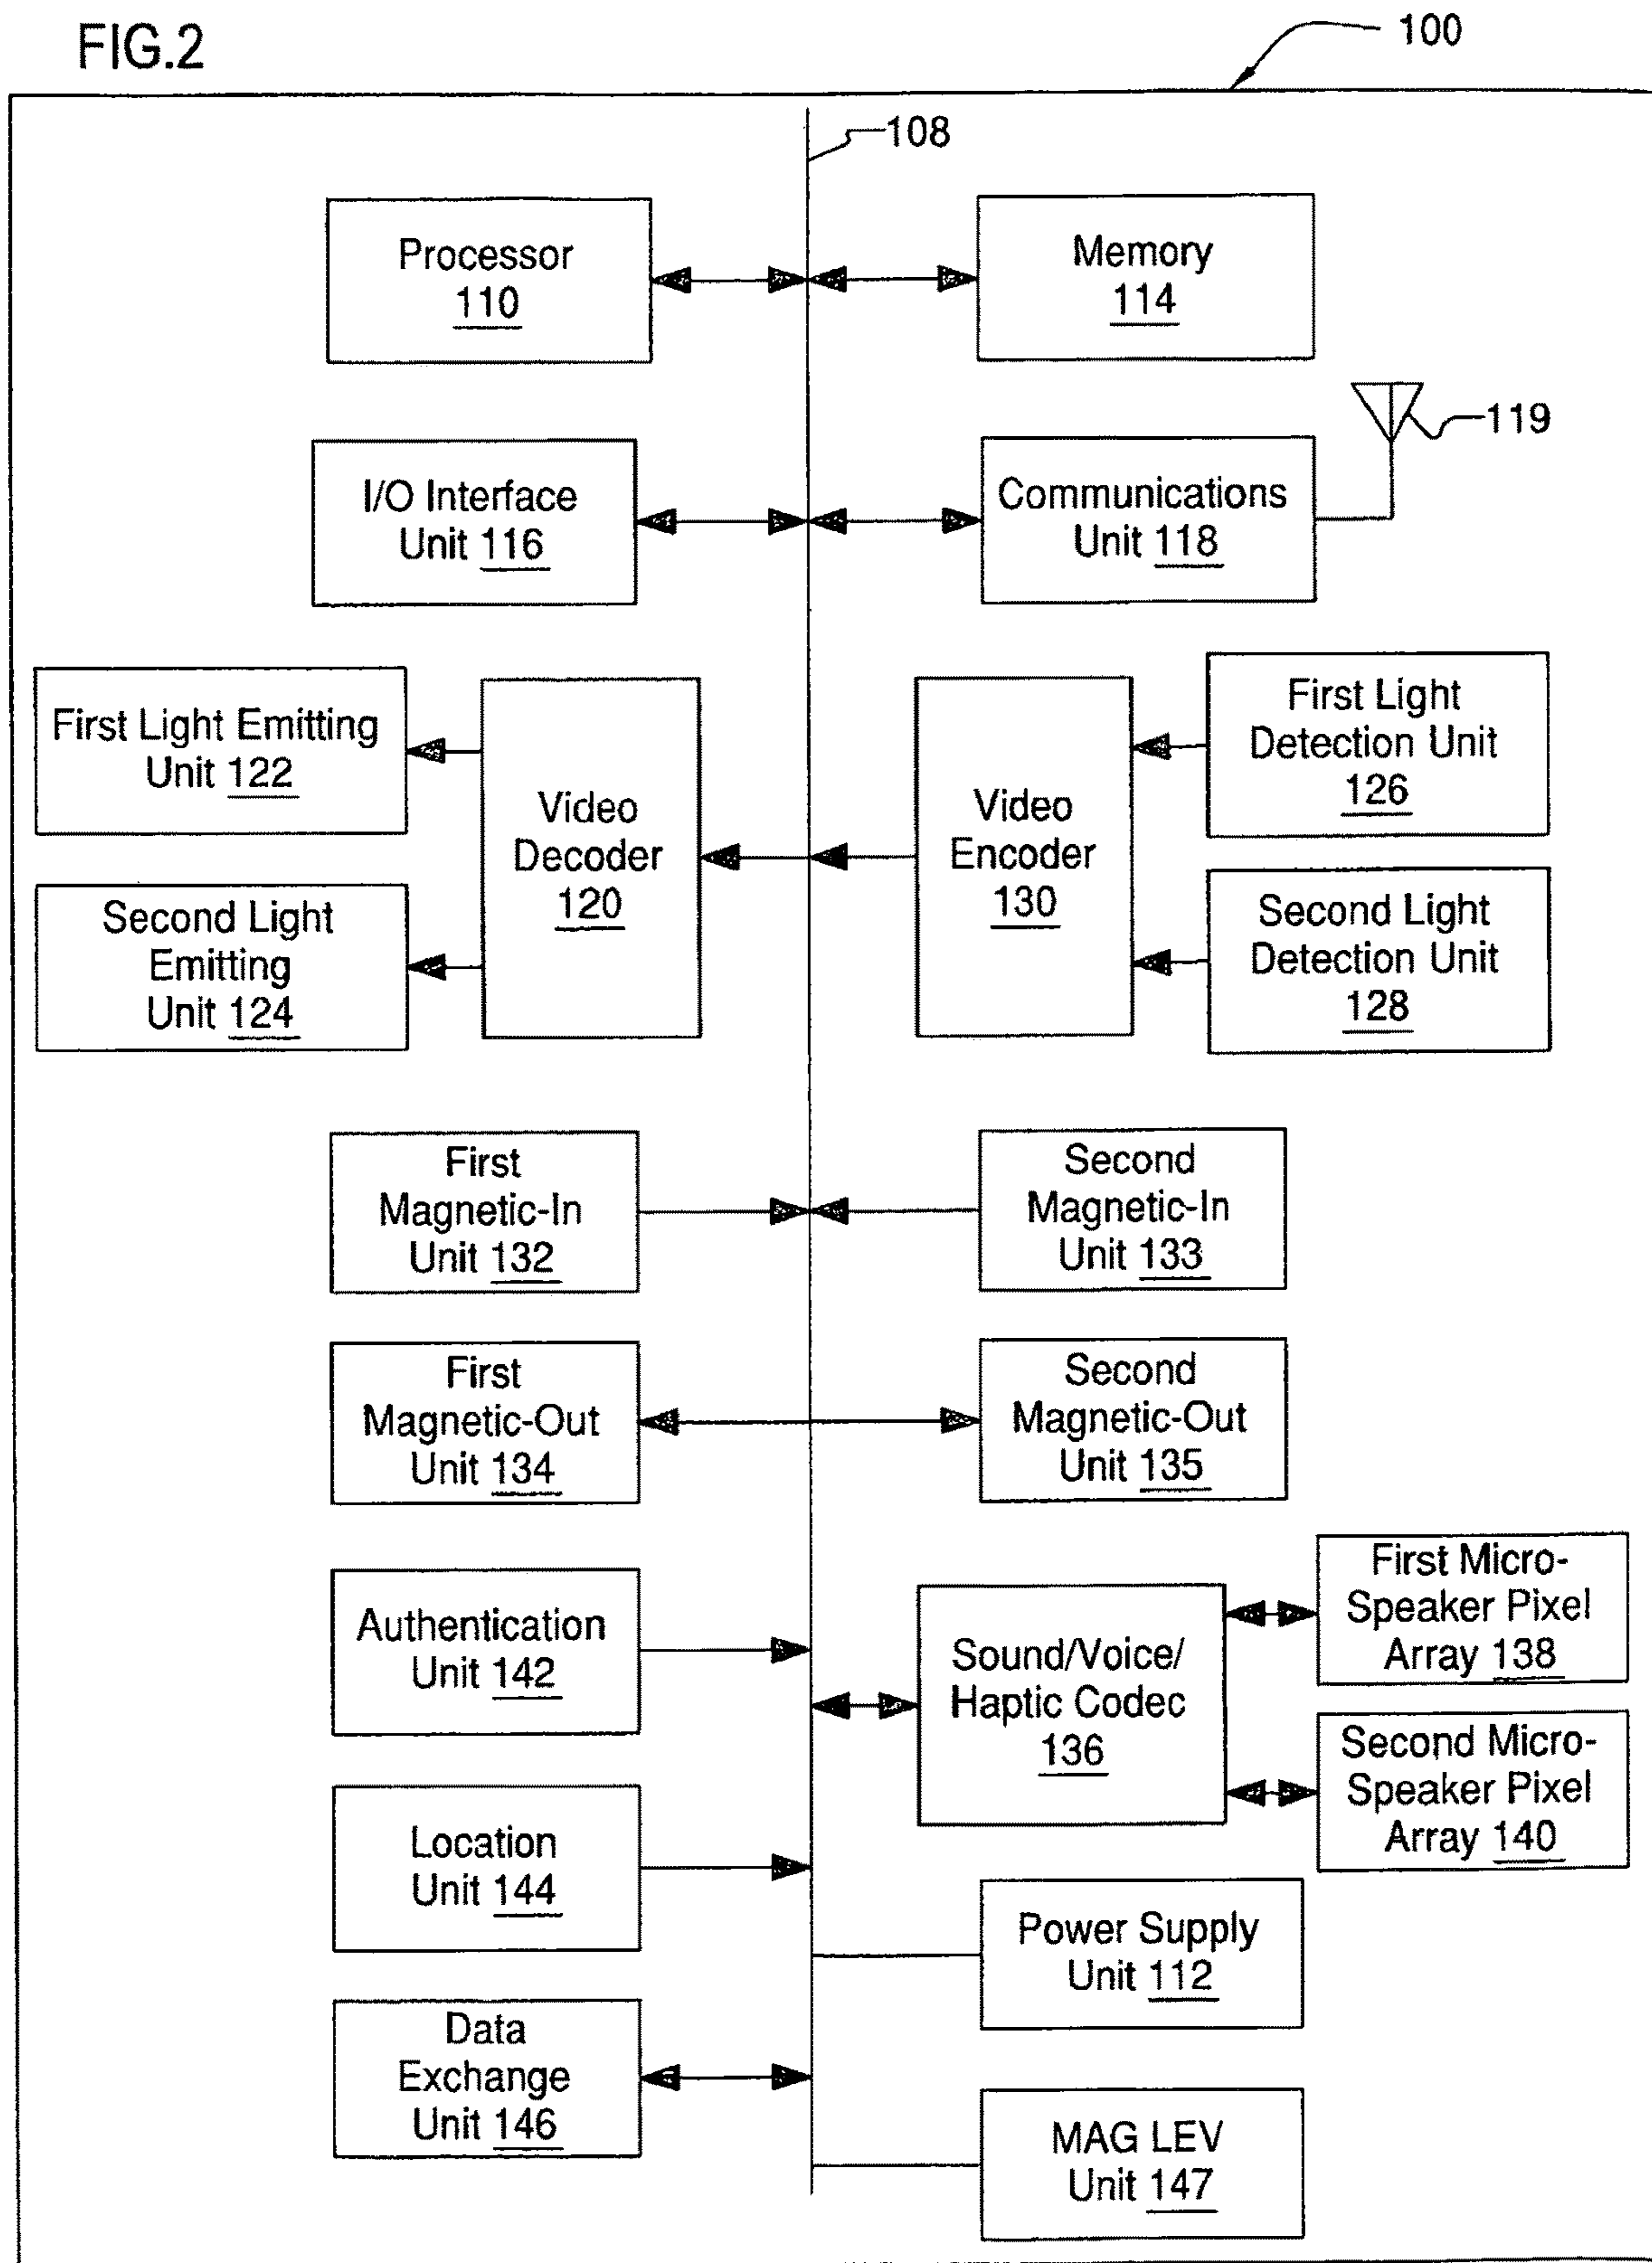 FIG.2
100
108
Processor
110
Memory
114
119
I/O Interface
Unit 116
Communications
Unit 118
First Light Emitting
Unit 122
Second Light
Emitting
Unit 124
Video
Decoder
120
Video
Encoder
130
First Light
Detection Unit
126
Second Light
Detection Unit
128
First
Magnetic-In
Unit 132
Second
Magnetic-In
Unit 133
First
Magnetic-Out
Unit 134
Second
Magnetic-Out
Unit 135
Authentication
Unit 142
Sound/Voice/
Haptic Codec
136
First Micro-
Speaker Pixel
Array 138
Second Micro-
Speaker Pixel
Array 140
Location
Unit 144
Power Supply
Unit 112
Data
Exchange
Unit 146
MAG LEV
Unit 147